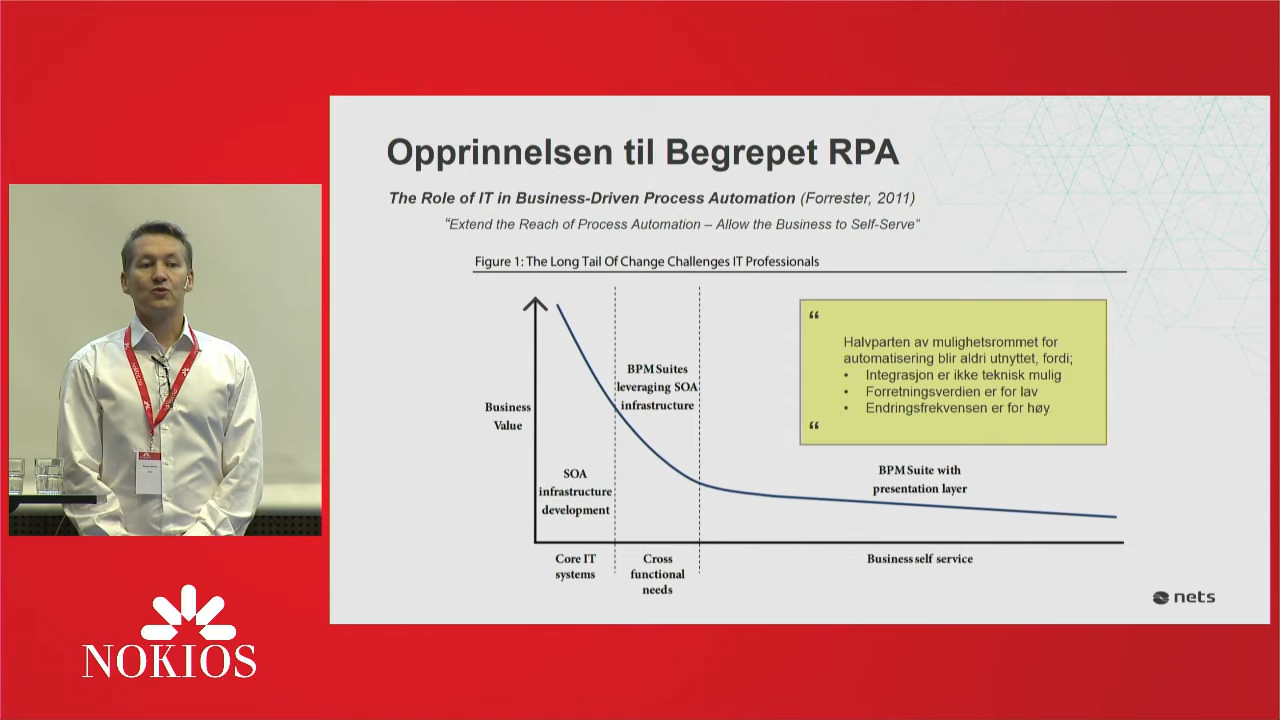 Opprinnelsen til Begrepet RPA
The Role of IT in Business-Driven Process Automation (Forrester, 2011)
"Extend the Reach of Process Automation – Allow the Business to Self-Serve"
Figure 1: The Long Tail Of Change Challenges IT Professionals
“
Halvparten av mulighetsrommet for
automatisering blir aldri utnyttet, fordi;
• Integrasjon er ikke teknisk mulig
• Forretningsverdien er for lav
• Endringsfrekvensen er for høy
“
Business
Value
BPM Suites
leveraging SOA
infrastructure
SOA
infrastructure
development
BPM Suite with
presentation layer
Core IT
systems
Cross
functional
needs
Business self service
nets
NOKIOS